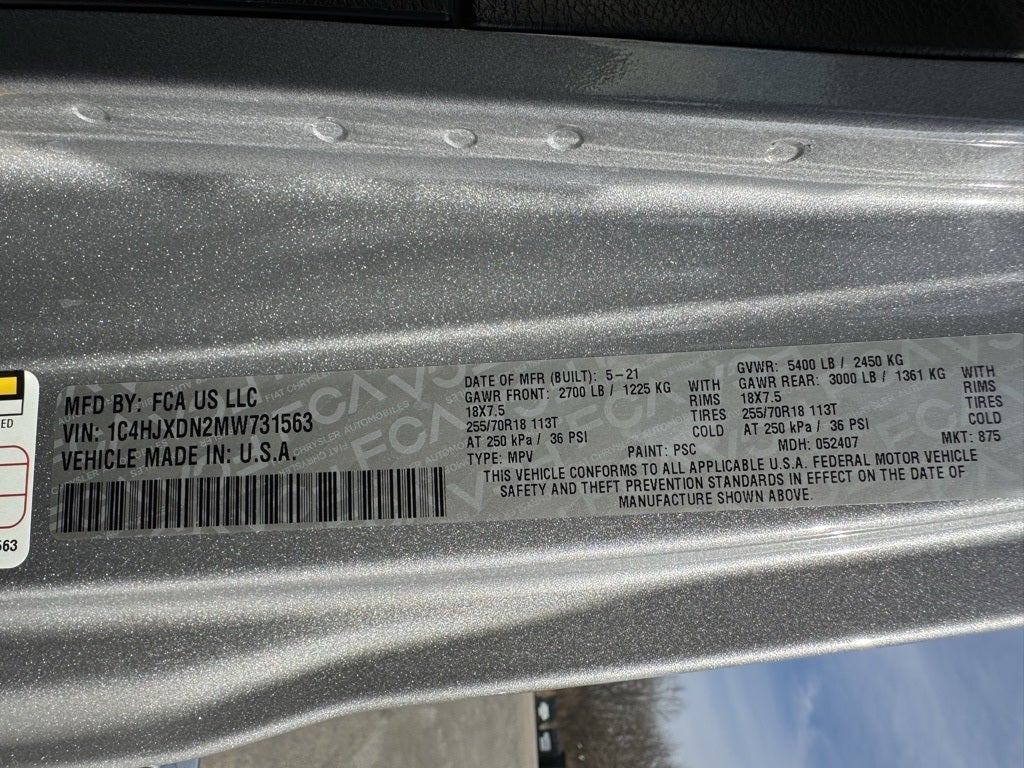 MFD BY: FCA US LLC
VIN: 1C4HJXDN2MW731563
VEHICLE MADE IN: U.S.A.
DATE OF MFR (BUILT): 5-21
GAWR FRONT: 2700 LB / 1225 KG WITH
18X7.5 RIMS
255/70R18 113T TIRES
AT 250 kPa / 36 PSI COLD
TYPE: MPV PAINT: PSC
GVWR: 5400 LB / 2450 KG
GAWR REAR: 3000 LB / 1361 KG WITH
18X7.5 RIMS
255/70R18 113T TIRES
AT 250 kPa / 36 PSI COLD
MDH: 052407 MKT: 875
THIS VEHICLE CONFORMS TO ALL APPLICABLE U.S.A. FEDERAL MOTOR VEHICLE
SAFETY AND THEFT PREVENTION STANDARDS IN EFFECT ON THE DATE OF
MANUFACTURE SHOWN ABOVE.
563